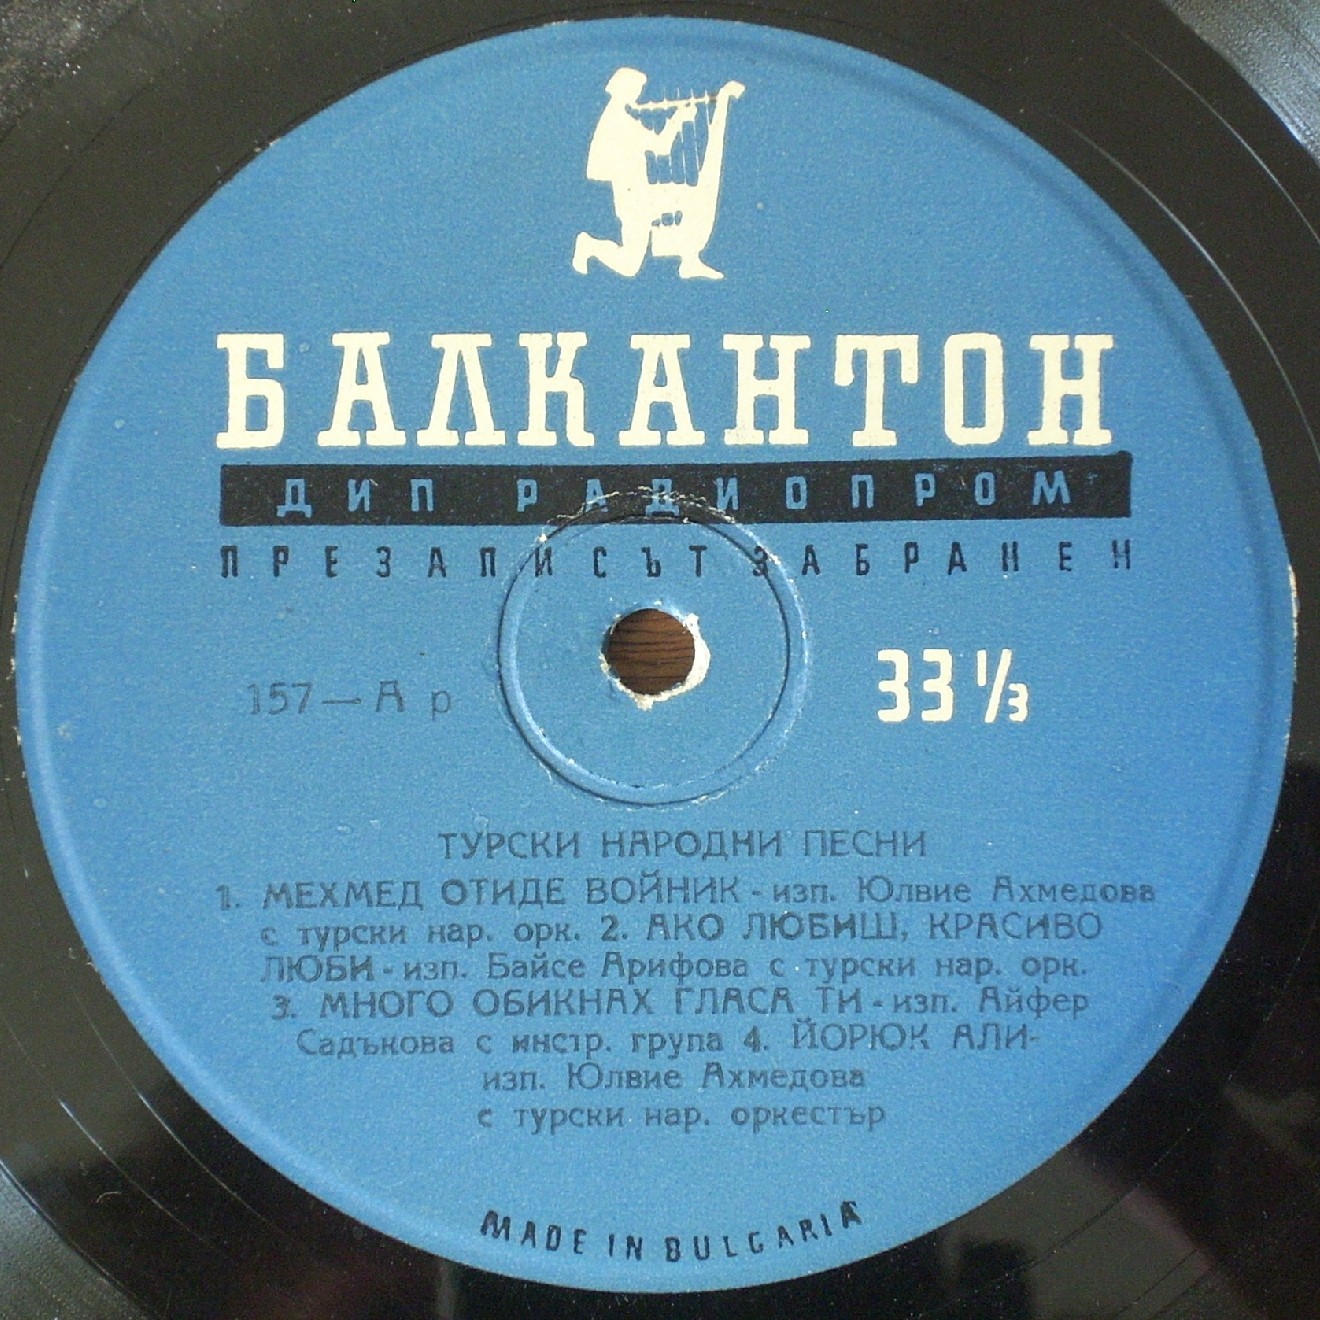 БАЛКАНТОН
ДИП РАДИОПРОМ
ПРЕЗАПИСЪТ ЗАБРАНЕН
157—А р
33 1/3
ТУРСКИ НАРОДНИ ПЕСНИ
1. МЕХМЕД ОТИДЕ ВОЙНИК - изп. Юлвие Ахмедова
с турски нар. орк. 2. АКО ЛЮБИШ, КРАСИВО
ЛЮБИ - изп. Байсе Арифова с турски нар. орк.
3. МНОГО ОБИКНАХ ГЛАСА ТИ - изп. Айфер
Садъкова с инстр. група 4. ЙОРЮК АЛИ-
изп. Юлвие Ахмедова
с турски нар. оркестър
MADE IN BULGARIA